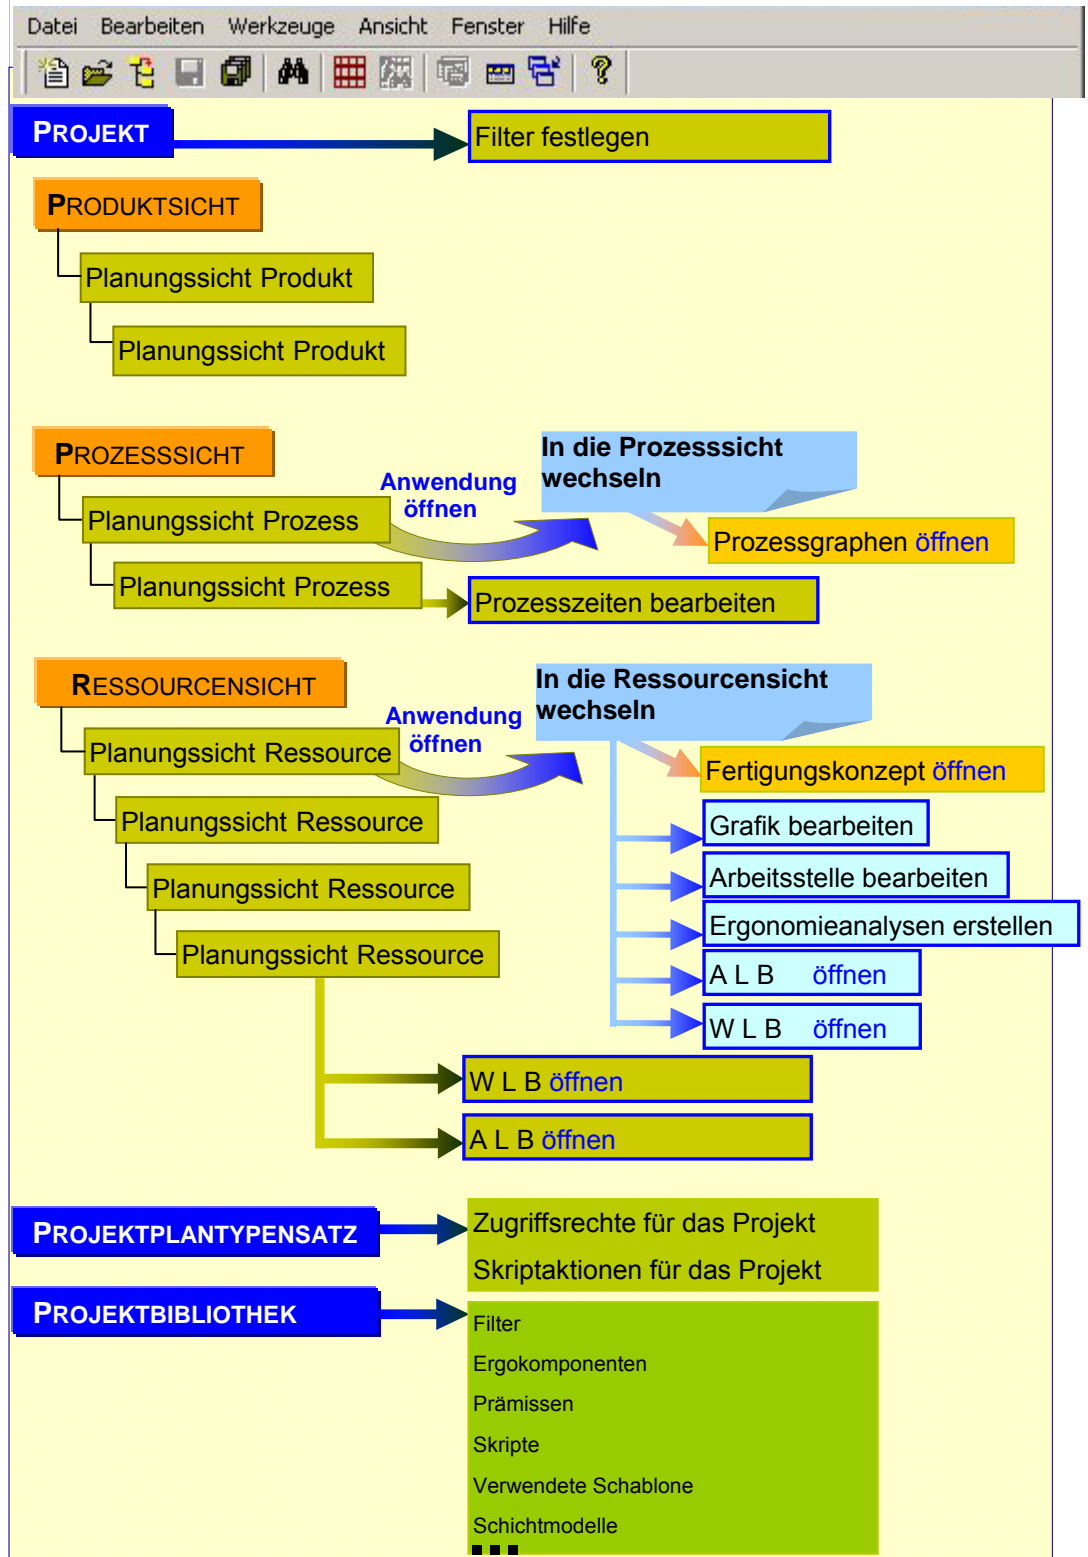 Datei Bearbeiten Werkzeuge Ansicht Fenster Hilfe
PROJEKT
Filter festlegen
PRODUKTSICHT
Planungssicht Produkt
Planungssicht Produkt
PROZESSSICHT
In die Prozesssicht
wechseln
Anwendung
öffnen
Planungssicht Prozess
Prozessgraphen öffnen
Planungssicht Prozess
Prozesszeiten bearbeiten
RESSOURCENSICHT
In die Ressourcensicht
wechseln
Anwendung
öffnen
Planungssicht Ressource
Fertigungskonzept öffnen
Planungssicht Ressource
Grafik bearbeiten
Planungssicht Ressource
Arbeitsstelle bearbeiten
Ergonomieanalysen erstellen
Planungssicht Ressource
A L B öffnen
W L B öffnen
W L B öffnen
A L B öffnen
PROJEKTPLANTYPENSATZ
Zugriffsrechte für das Projekt
Skriptaktionen für das Projekt
PROJEKTBIBLIOTHEK
Filter
Ergokomponenten
Prämissen
Skripte
Verwendete Schablone
Schichtmodelle
...